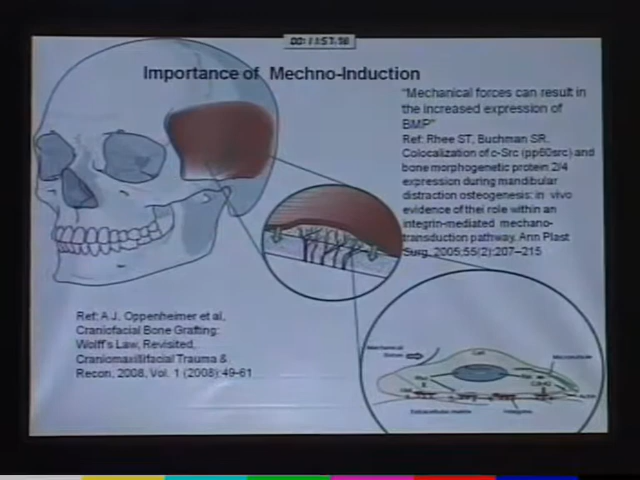 00:11:57:16
Importance of Mechno-Induction
"Mechanical forces can result in
the increased expression of
BMP"
Ref: Rhee ST, Buchman SR.
Colocalization of c-Src (pp60src) and
bone morphogenetic protein 2/4
expression during mandibular
distraction osteogenesis: in vivo
evidence of their role within an
integrin-mediated mechano-
transduction pathway. Ann Plast
Surg. 2005;55(2):207–215.
Ref: A.J. Oppenheimer et al,
Craniofacial Bone Grafting:
Wolff's Law, Revisited,
Craniomaxillifacial Trauma &
Recon, 2008, Vol. 1 (2008):49-61
Mechanical
Cell
Microtubule
Actin
Extracellular matrix
Integrins